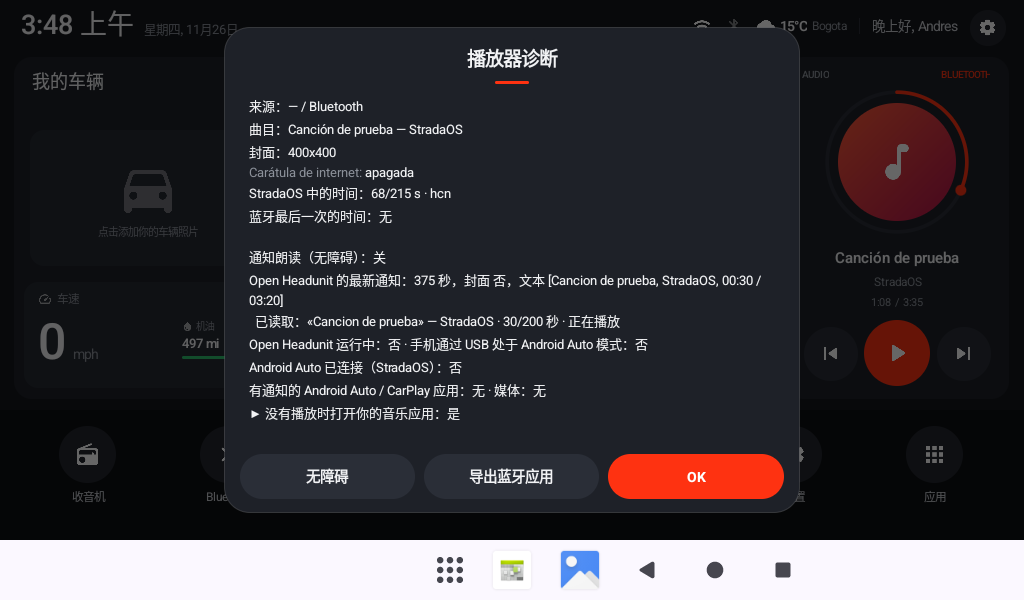 3:48 上午
星期四, 11月26日
15°C Bogota
晚上好, Andres
我的车辆
点击添加你的车辆照片
车速
0 mph
机油
497 mi
播放器诊断
来源：— / Bluetooth
曲目：Canción de prueba — StradaOS
封面：400x400
Carátula de internet: apagada
StradaOS 中的时间：68/215 s · hcn
蓝牙最后一次的时间：无
通知朗读（无障碍）：关
Open Headunit 的最新通知：375 秒，封面 否，文本 [Cancion de prueba, StradaOS, 00:30 /
03:20]
已读取：«Cancion de prueba» — StradaOS · 30/200 秒 · 正在播放
Open Headunit 运行中：否 · 手机通过 USB 处于 Android Auto 模式：否
Android Auto 已连接（StradaOS）：否
有通知的 Android Auto / CarPlay 应用：无 · 媒体：无
► 没有播放时打开你的音乐应用：是
无障碍
导出蓝牙应用
OK
AUDIO
BLUETOOTH
Canción de prueba
StradaOS
1:08 / 3:35
收音机
Blue
置
应用